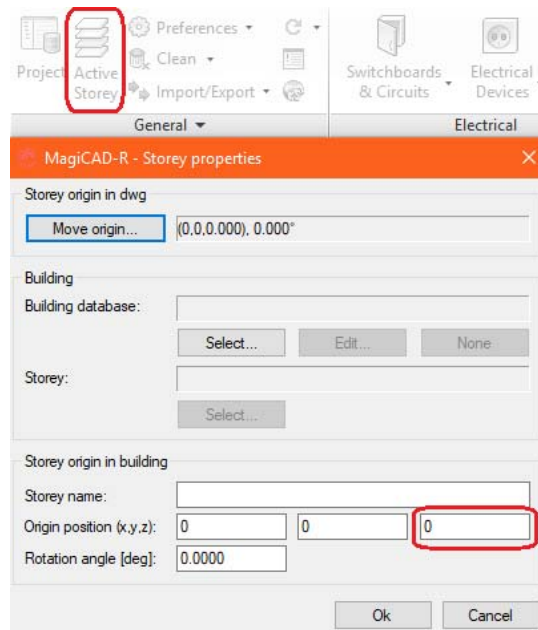 Preferences
Clean
Import/Export
Project
Active
Storey
Switchboards
& Circuits
Electrical
Devices
General
Electrical
MagiCAD-R - Storey properties
Storey origin in dwg
Move origin...
(0,0,0.000), 0.000°
Building
Building database:
Select...
Edit...
None
Storey:
Select...
Storey origin in building
Storey name:
Origin position (x,y,z):
0
0
0
Rotation angle [deg]:
0.0000
Ok
Cancel